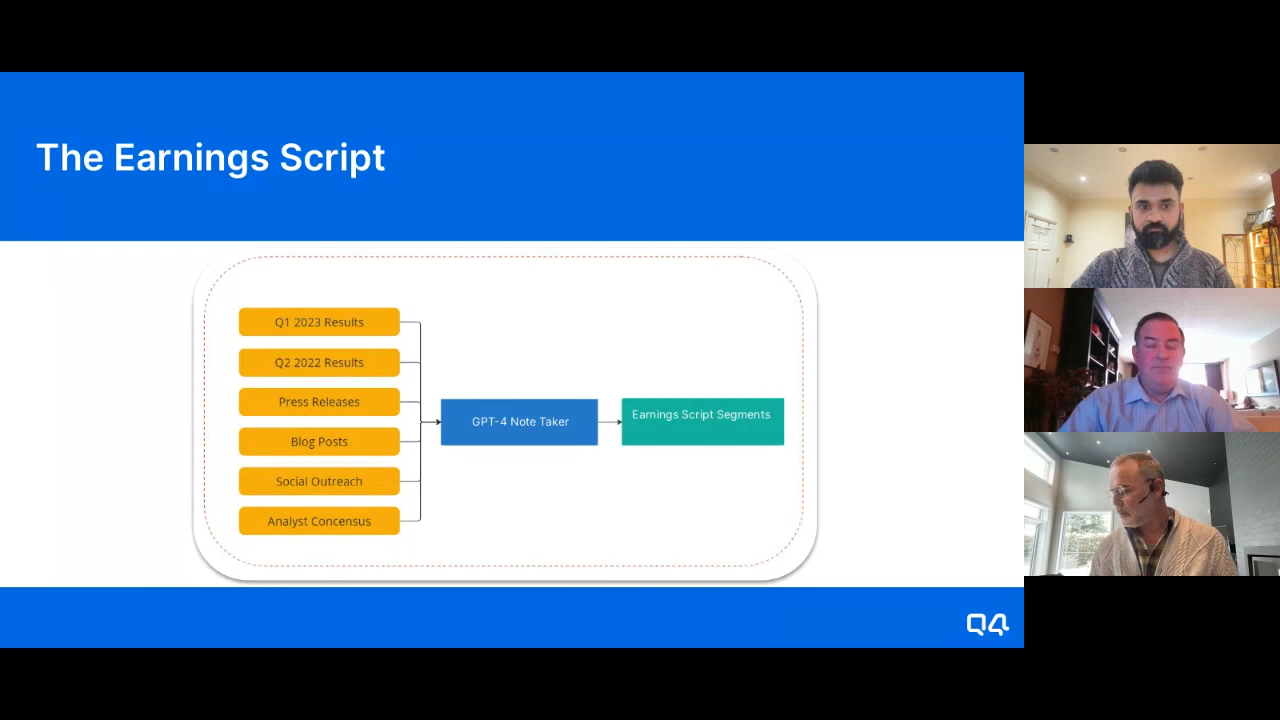 The Earnings Script
Q1 2023 Results
Q2 2022 Results
Press Releases
Blog Posts
Social Outreach
Analyst Concensus
GPT-4 Note Taker
Earnings Script Segments
Q4